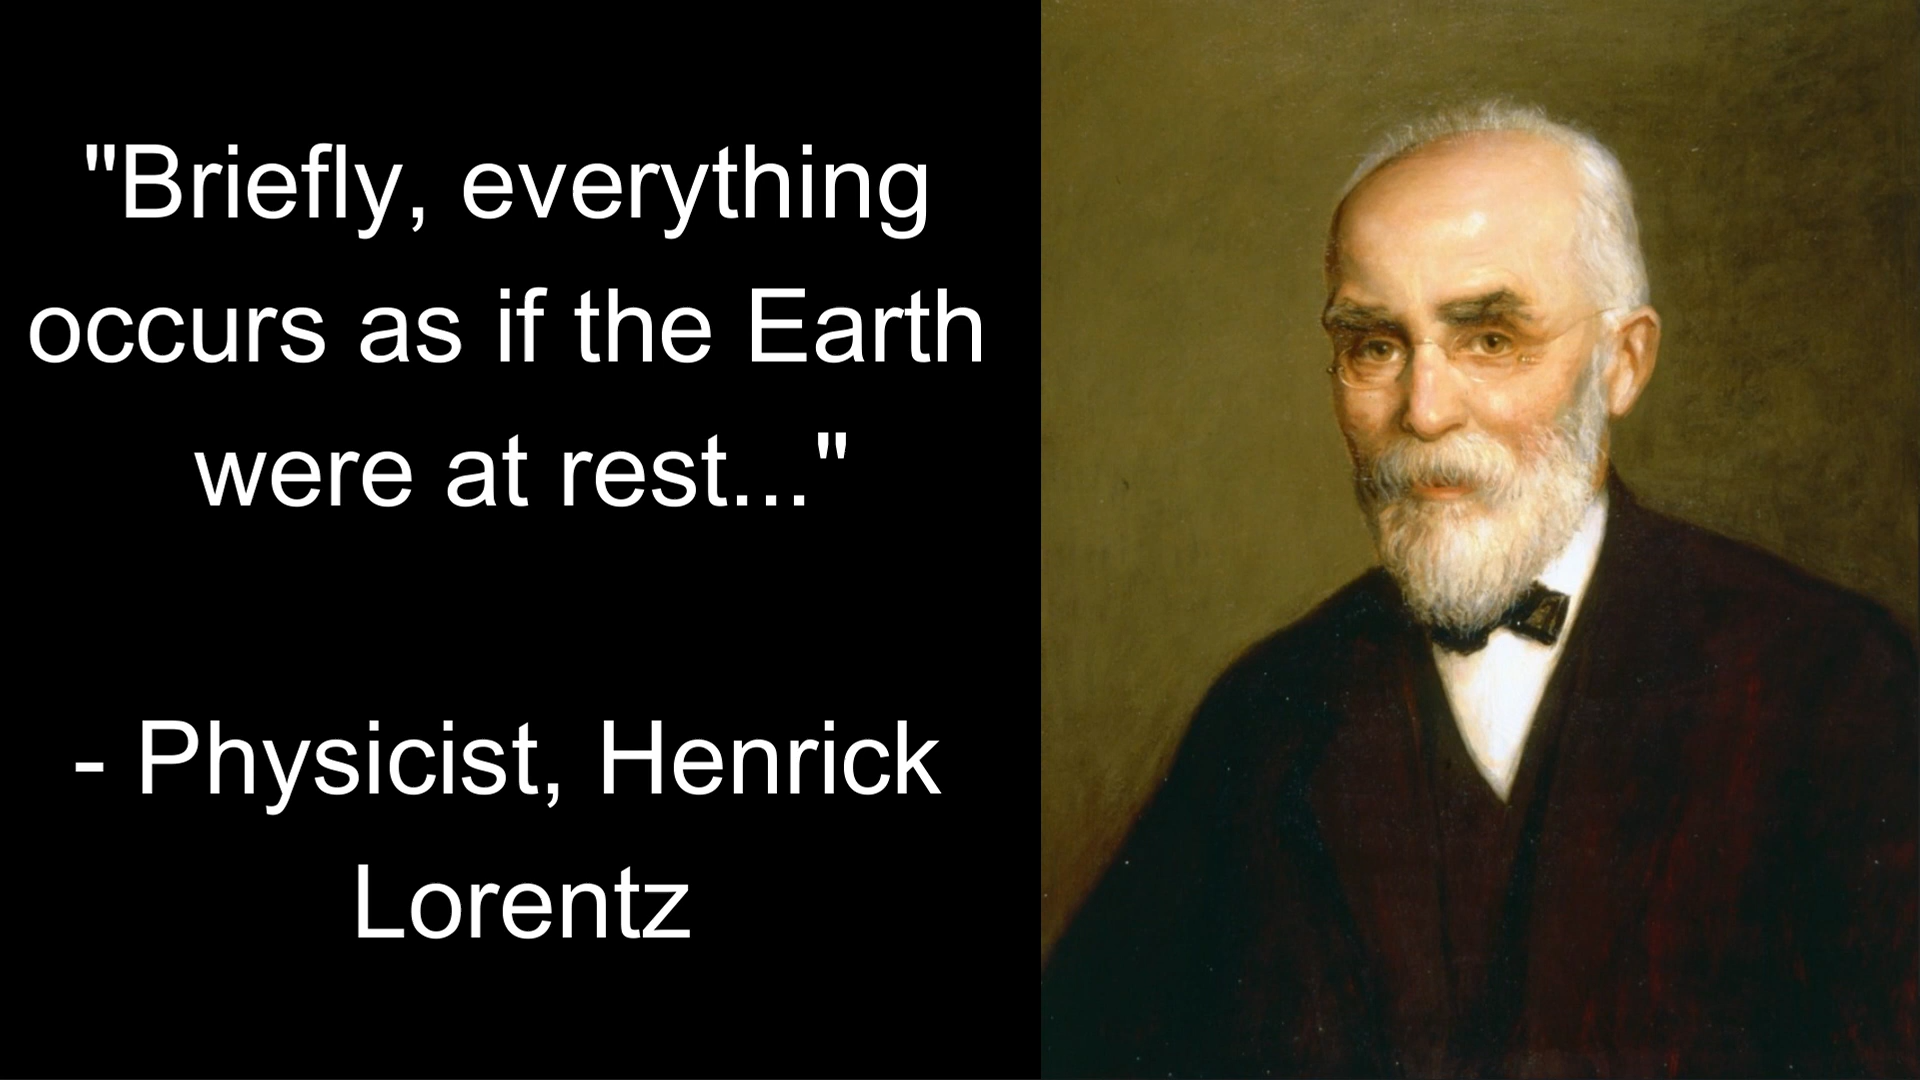 "Briefly, everything
occurs as if the Earth
were at rest..."
- Physicist, Henrick
Lorentz